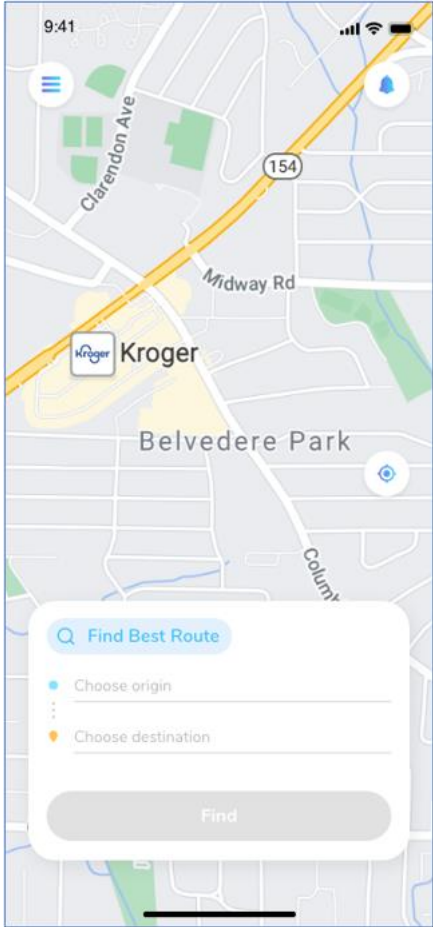 9:41
Clarendon Ave
154
Midway Rd
Kroger
Kroger
Belvedere Park
Columb
Find Best Route
Choose origin
Choose destination
Find